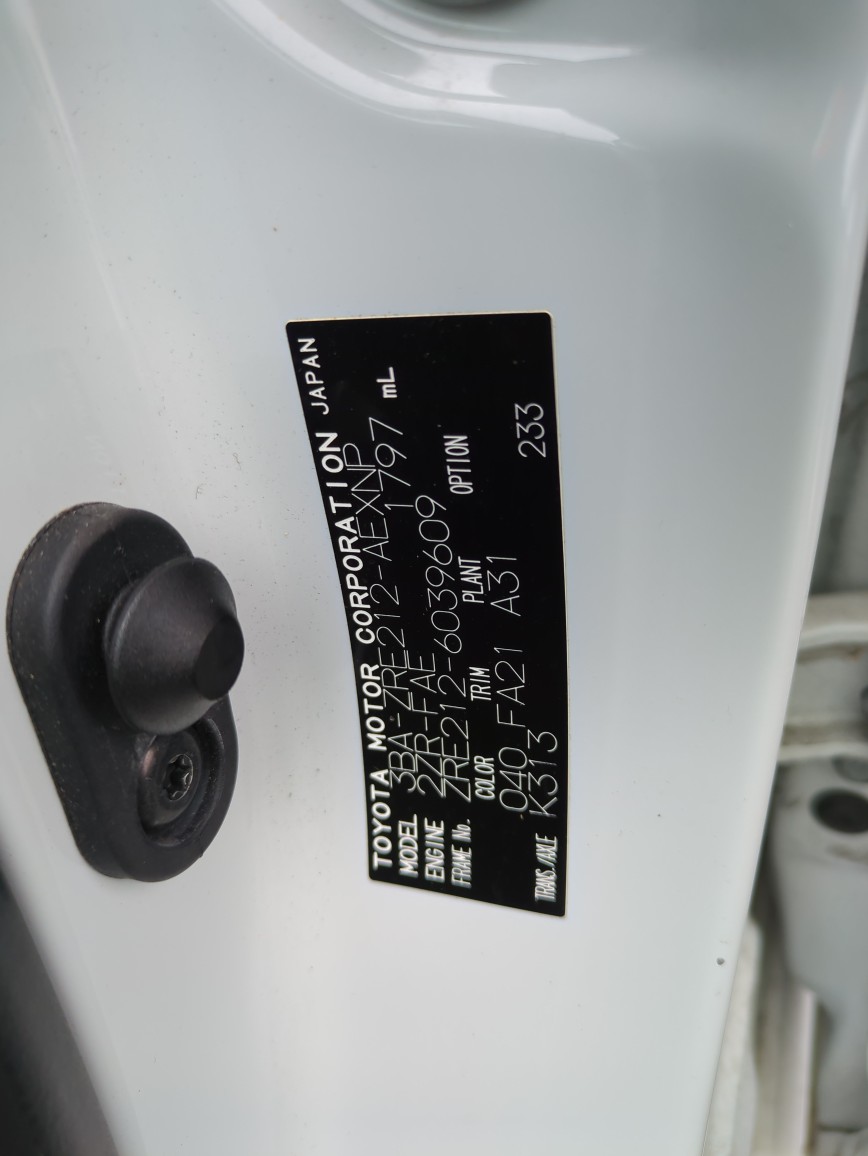 TOYOTA MOTOR CORPORATION JAPAN
MODEL 3BA-ZRE212-AEXNP
ENGINE 2ZR-FAE 1797 mL
FRAME No. ZRE212-6039609
COLOR TRIM PLANT OPTION
040 FA21 A31
TRANS./AXLE K313 233